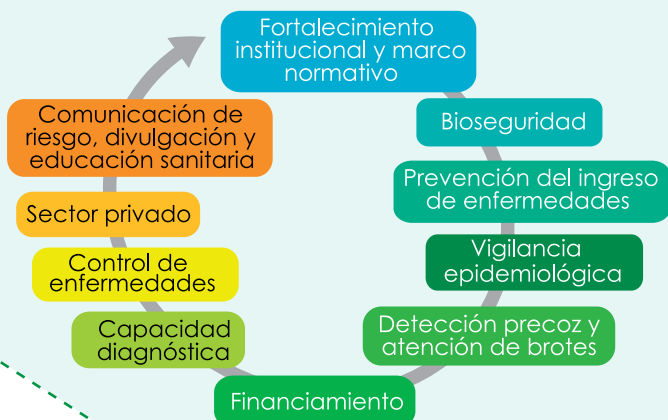 Fortalecimiento
institucional y marco
normativo
Bioseguridad
Prevención del ingreso
de enfermedades
Vigilancia
epidemiológica
Detección precoz y
atención de brotes
Financiamiento
Capacidad
diagnóstica
Control de
enfermedades
Sector privado
Comunicación de
riesgo, divulgación y
educación sanitaria